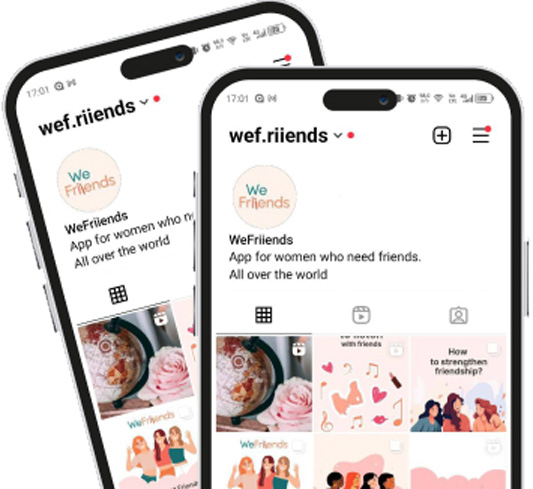 17:01
wef.riiends
We
Friiends
WeFriiends
App for women who n
All over the world
WeFriiends
17:01
wef.riiends
We
Friiends
WeFriiends
App for women who need friends.
All over the world
with friends
How
to strengthen
friendship?
WeFriiends